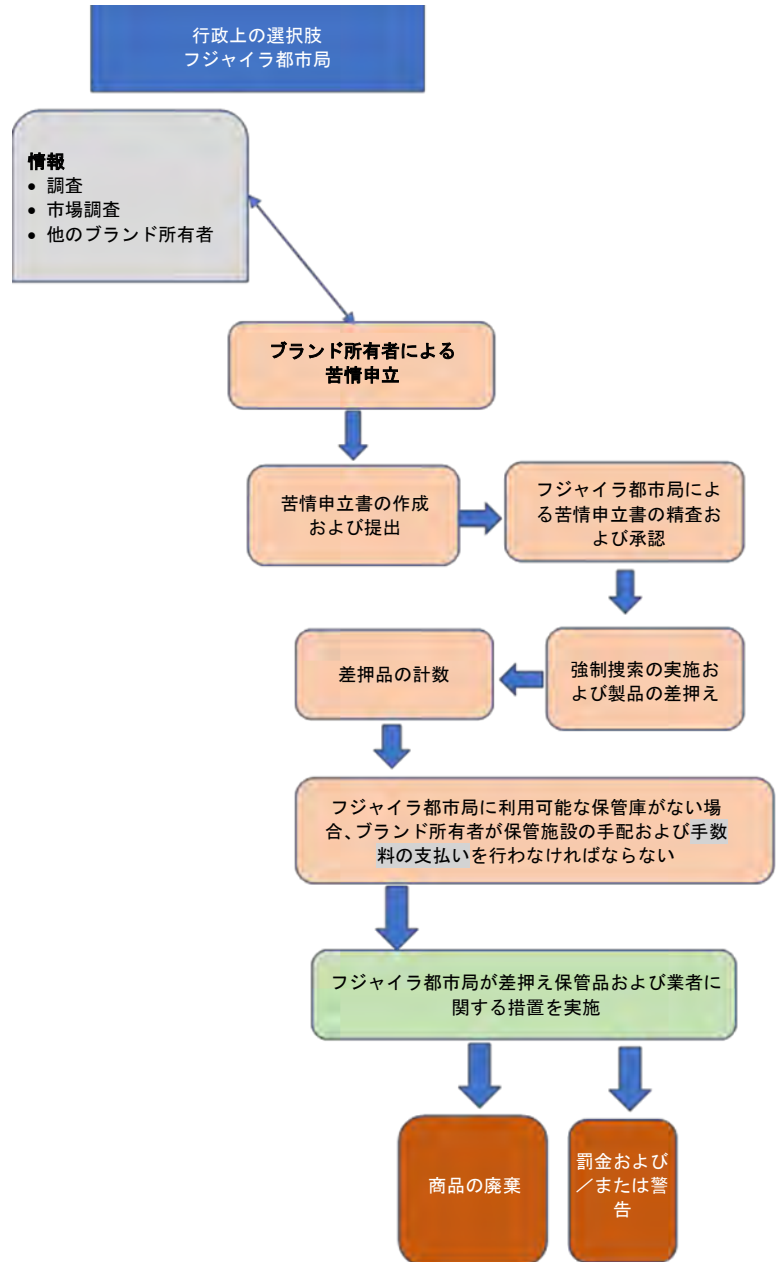 行政上の選択肢
フジャイラ都市局
情報
• 調査
• 市場調査
• 他のブランド所有者
ブランド所有者による
苦情申立
苦情申立書の作成
および提出
フジャイラ都市局によ
る苦情申立書の精査お
よび承認
強制捜索の実施お
よび製品の差押え
差押品の計数
フジャイラ都市局に利用可能な保管庫がない場
合、ブランド所有者が保管施設の手配および手数
料の支払いを行わなければならない
フジャイラ都市局が差押え保管品および業者に
関する措置を実施
商品の廃棄
罰金および
／または警
告